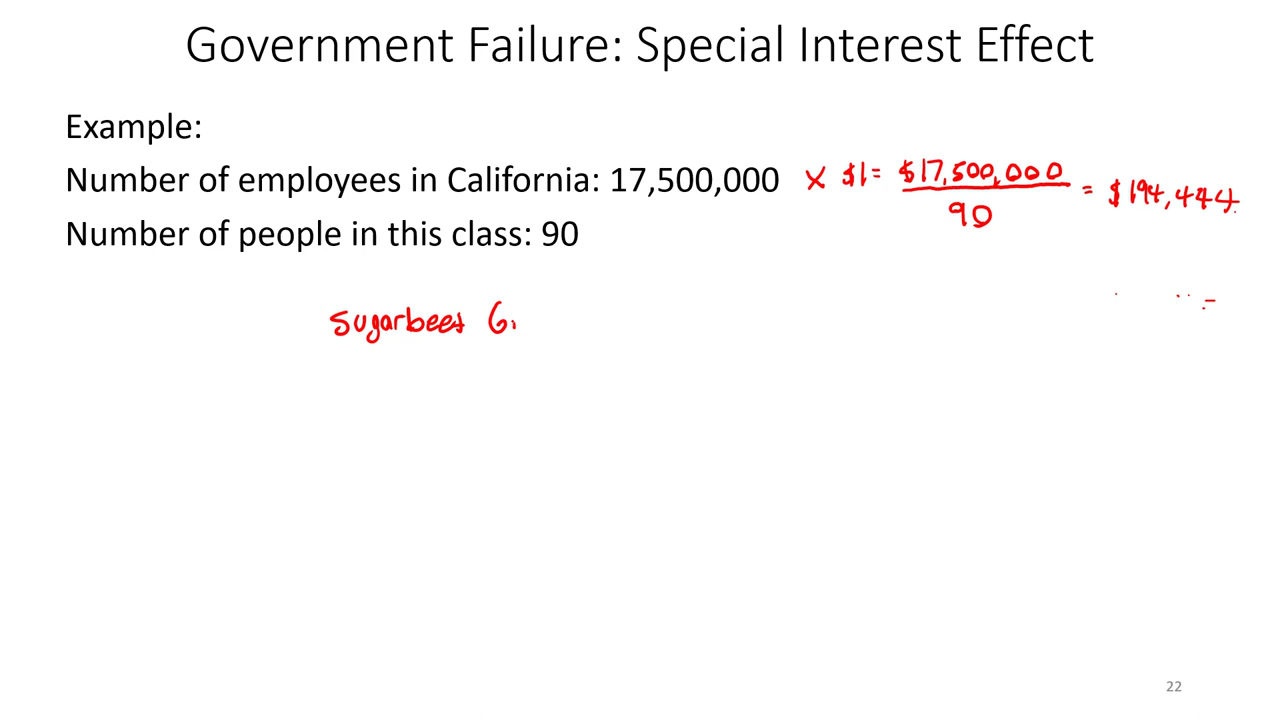 Government Failure: Special Interest Effect
Example:
Number of employees in California: 17,500,000 × $1 = $17,500,000 / 90 = $194,444.
Number of people in this class: 90
Sugarbeet G
22